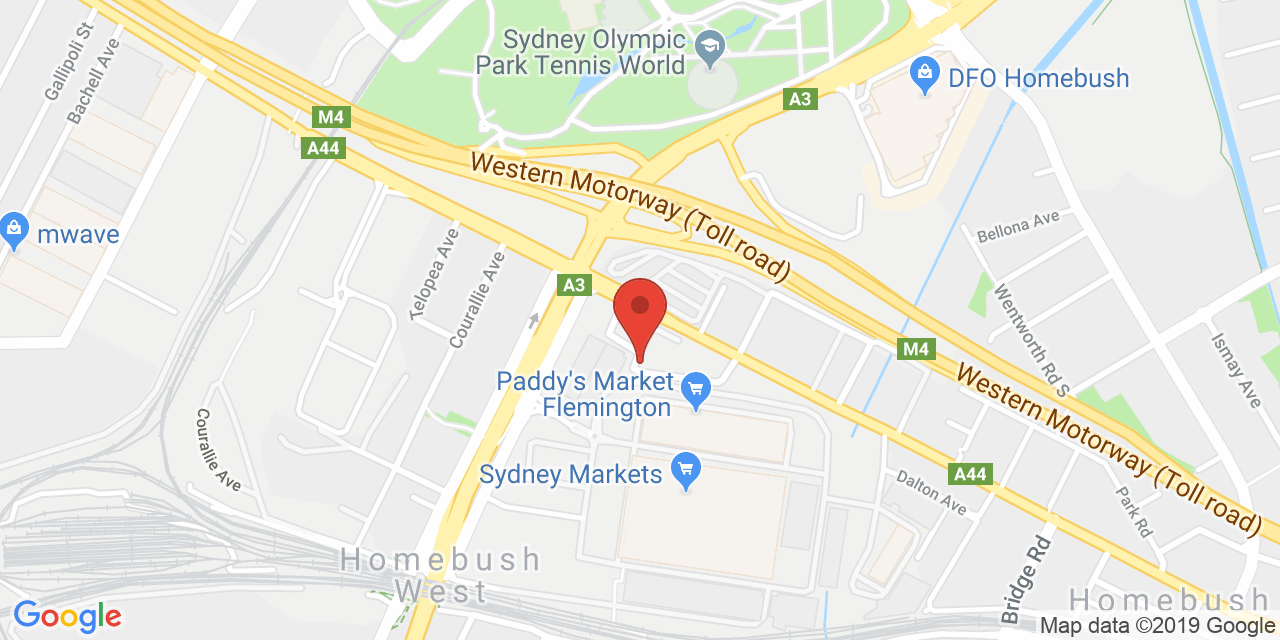 Sydney Olympic
Park Tennis World
DFO Homebush
Gallipoli St
Bachell Ave
M4
A3
A44
Western Motorway (Toll road)
mwave
Bellona Ave
Telopea Ave
Courallie Ave
A3
Wentworth Rd S
M4
Ismay Ave
Paddy's Market
Flemington
Western Motorway (Toll road)
Courallie Ave
Sydney Markets
A44
Dalton Ave
Park Rd
Homebush
West
Bridge Rd
Homebush
Google
Map data ©2019 Google